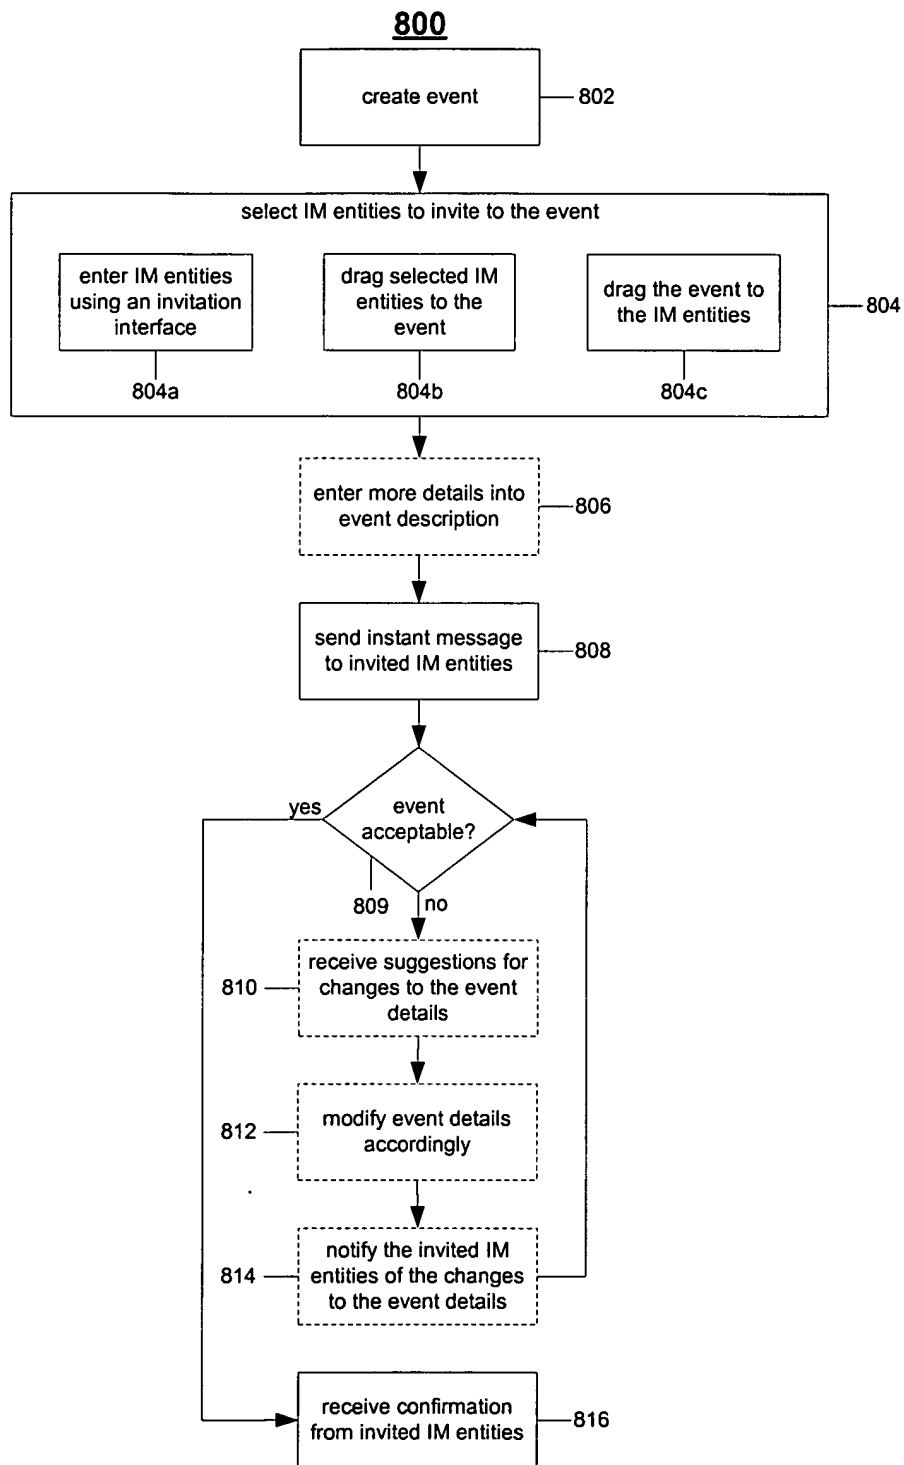 800
create event
802
select IM entities to invite to the event
enter IM entities
using an invitation
interface
804a
drag selected IM
entities to the
event
804b
drag the event to
the IM entities
804c
804
enter more details into
event description
806
send instant message
to invited IM entities
808
event
acceptable?
yes
809
no
receive suggestions for
changes to the event
details
810
modify event details
accordingly
812
notify the invited IM
entities of the changes
to the event details
814
receive confirmation
from invited IM entities
816